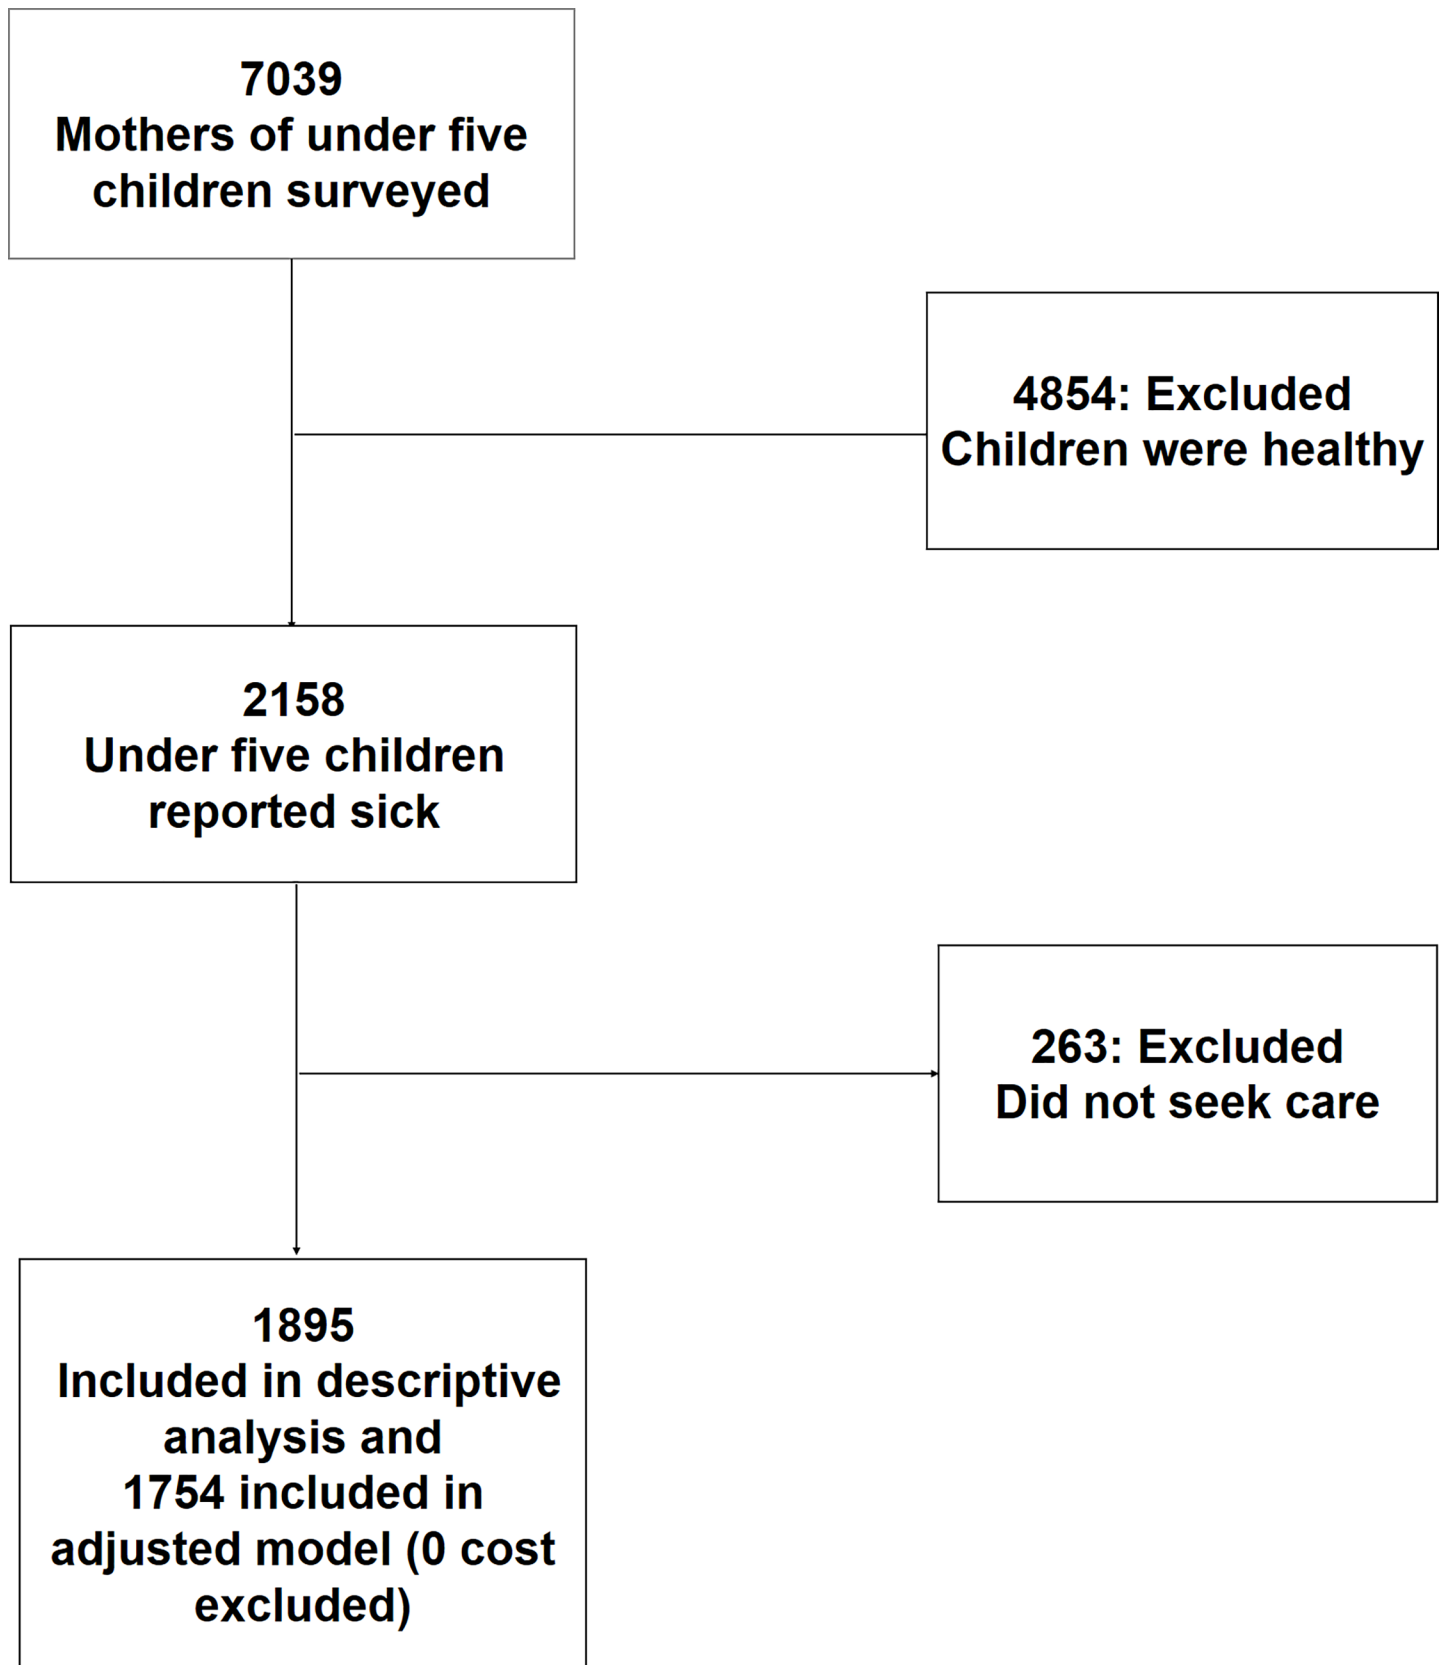 7039
Mothers of under five
children surveyed
4854: Excluded
Children were healthy
2158
Under five children
reported sick
263: Excluded
Did not seek care
1895
Included in descriptive
analysis and
1754 included in
adjusted model (0 cost
excluded)